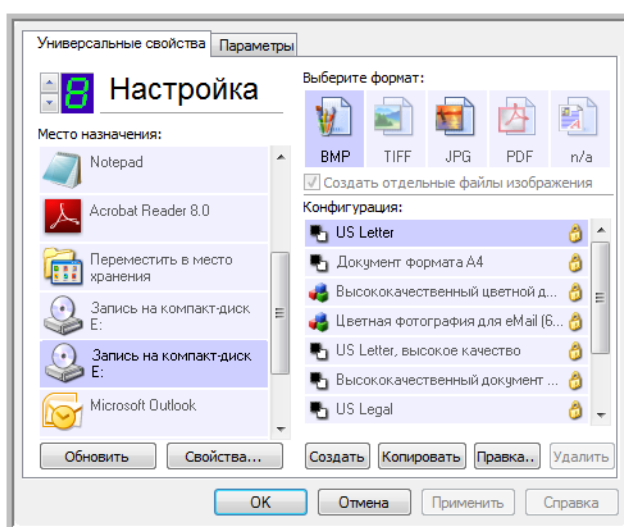 Универсальные свойства Параметры
8 Настройка
Место назначения:
Notepad
Acrobat Reader 8.0
Переместить в место
хранения
Запись на компакт-диск
E:
Запись на компакт-диск
E:
Microsoft Outlook
Обновить Свойства...
Выберите формат:
BMP TIFF JPG PDF n/a
Создать отдельные файлы изображения
Конфигурация:
US Letter
Документ формата A4
Высококачественный цветной д...
Цветная фотография для eMail (6...
US Letter, высокое качество
Высококачественный документ ...
US Legal
Создать Копировать Правка.. Удалить
OK Отмена Применить Справка